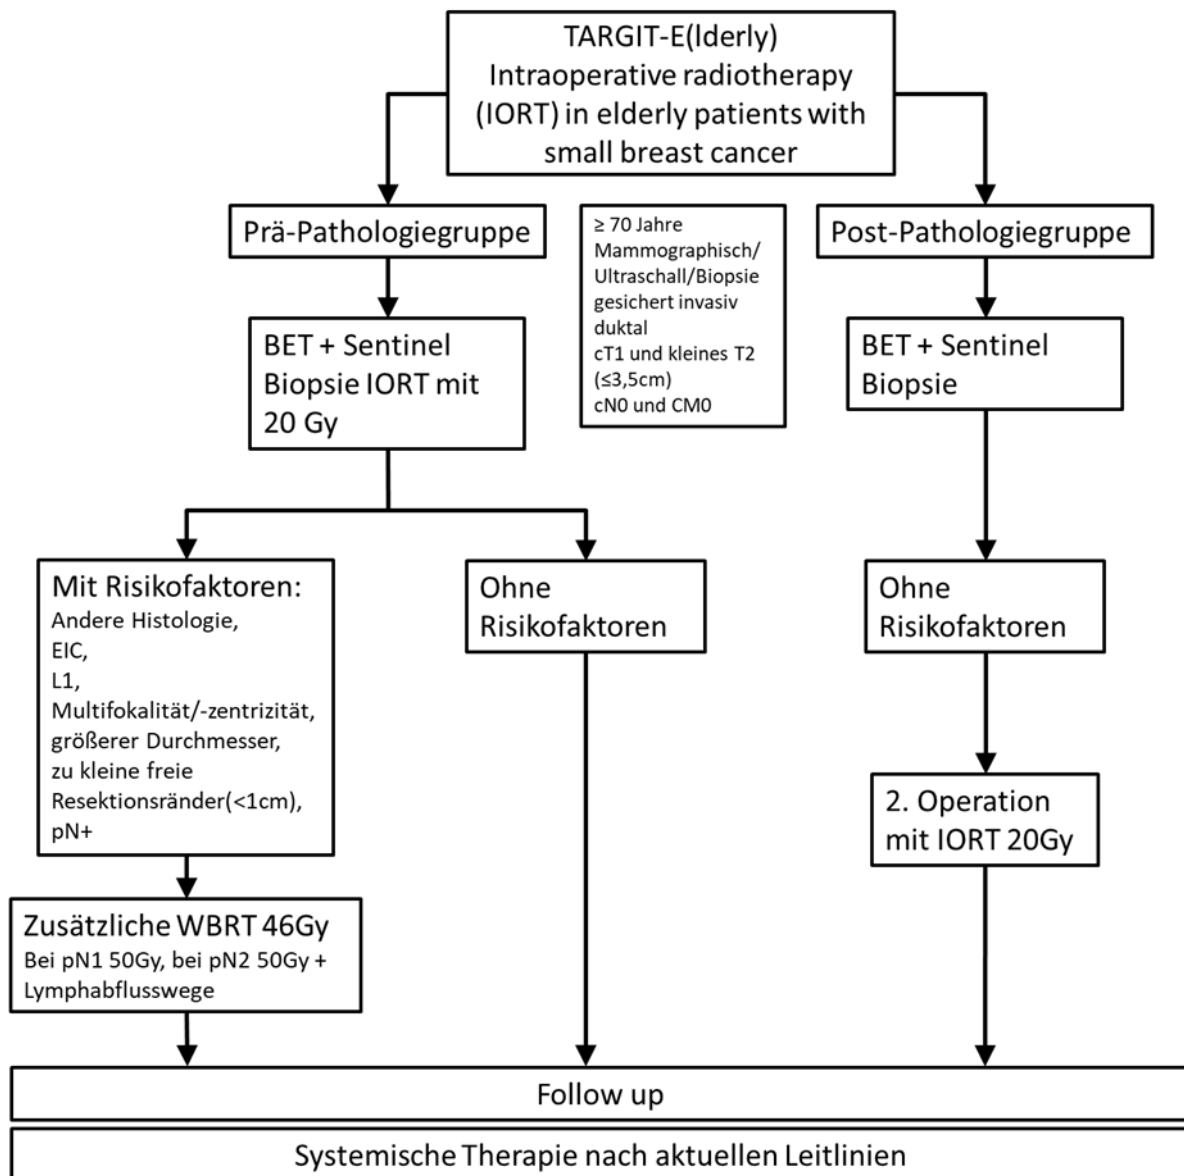 TARGIT-E(lderly)
Intraoperative radiotherapy
(IORT) in elderly patients with
small breast cancer
Prä-Pathologiegruppe
≥ 70 Jahre
Mammographisch/
Ultraschall/Biopsie
gesichert invasiv
duktal
cT1 und kleines T2
(≤3,5cm)
cN0 und CM0
Post-Pathologiegruppe
BET + Sentinel
Biopsie IORT mit
20 Gy
BET + Sentinel
Biopsie
Mit Risikofaktoren:
Andere Histologie,
EIC,
L1,
Multifokalität/-zentrizität,
größerer Durchmesser,
zu kleine freie
Resektionsränder(<1cm),
pN+
Ohne
Risikofaktoren
Ohne
Risikofaktoren
2. Operation
mit IORT 20Gy
Zusätzliche WBRT 46Gy
Bei pN1 50Gy, bei pN2 50Gy +
Lymphabflusswege
Follow up
Systemische Therapie nach aktuellen Leitlinien